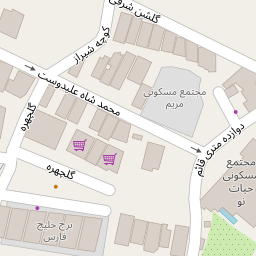 گلشن شرقی
کوچه شیراز
محمد شاه علیدوست
مجتمع مسکونی
مریم
دوازده متری قائم
گلچهره
گلچهره
مجتمع
مسکونی
حیات
نو
برج خلیج
فارس